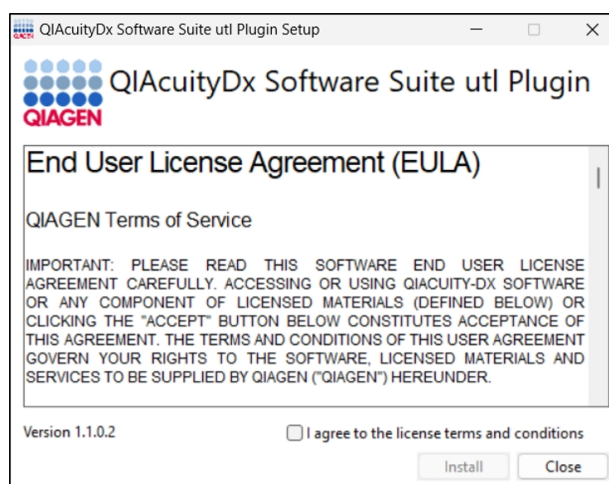 QIAcuityDx Software Suite utl Plugin Setup
QIAGEN
QIAcuityDx Software Suite utl Plugin
QIAGEN
End User License Agreement (EULA)
QIAGEN Terms of Service
IMPORTANT: PLEASE READ THIS SOFTWARE END USER LICENSE
AGREEMENT CAREFULLY. ACCESSING OR USING QIACUITY-DX SOFTWARE
OR ANY COMPONENT OF LICENSED MATERIALS (DEFINED BELOW) OR
CLICKING THE "ACCEPT" BUTTON BELOW CONSTITUTES ACCEPTANCE OF
THIS AGREEMENT. THE TERMS AND CONDITIONS OF THIS USER AGREEMENT
GOVERN YOUR RIGHTS TO THE SOFTWARE, LICENSED MATERIALS AND
SERVICES TO BE SUPPLIED BY QIAGEN ("QIAGEN") HEREUNDER.
Version 1.1.0.2
I agree to the license terms and conditions
Install
Close